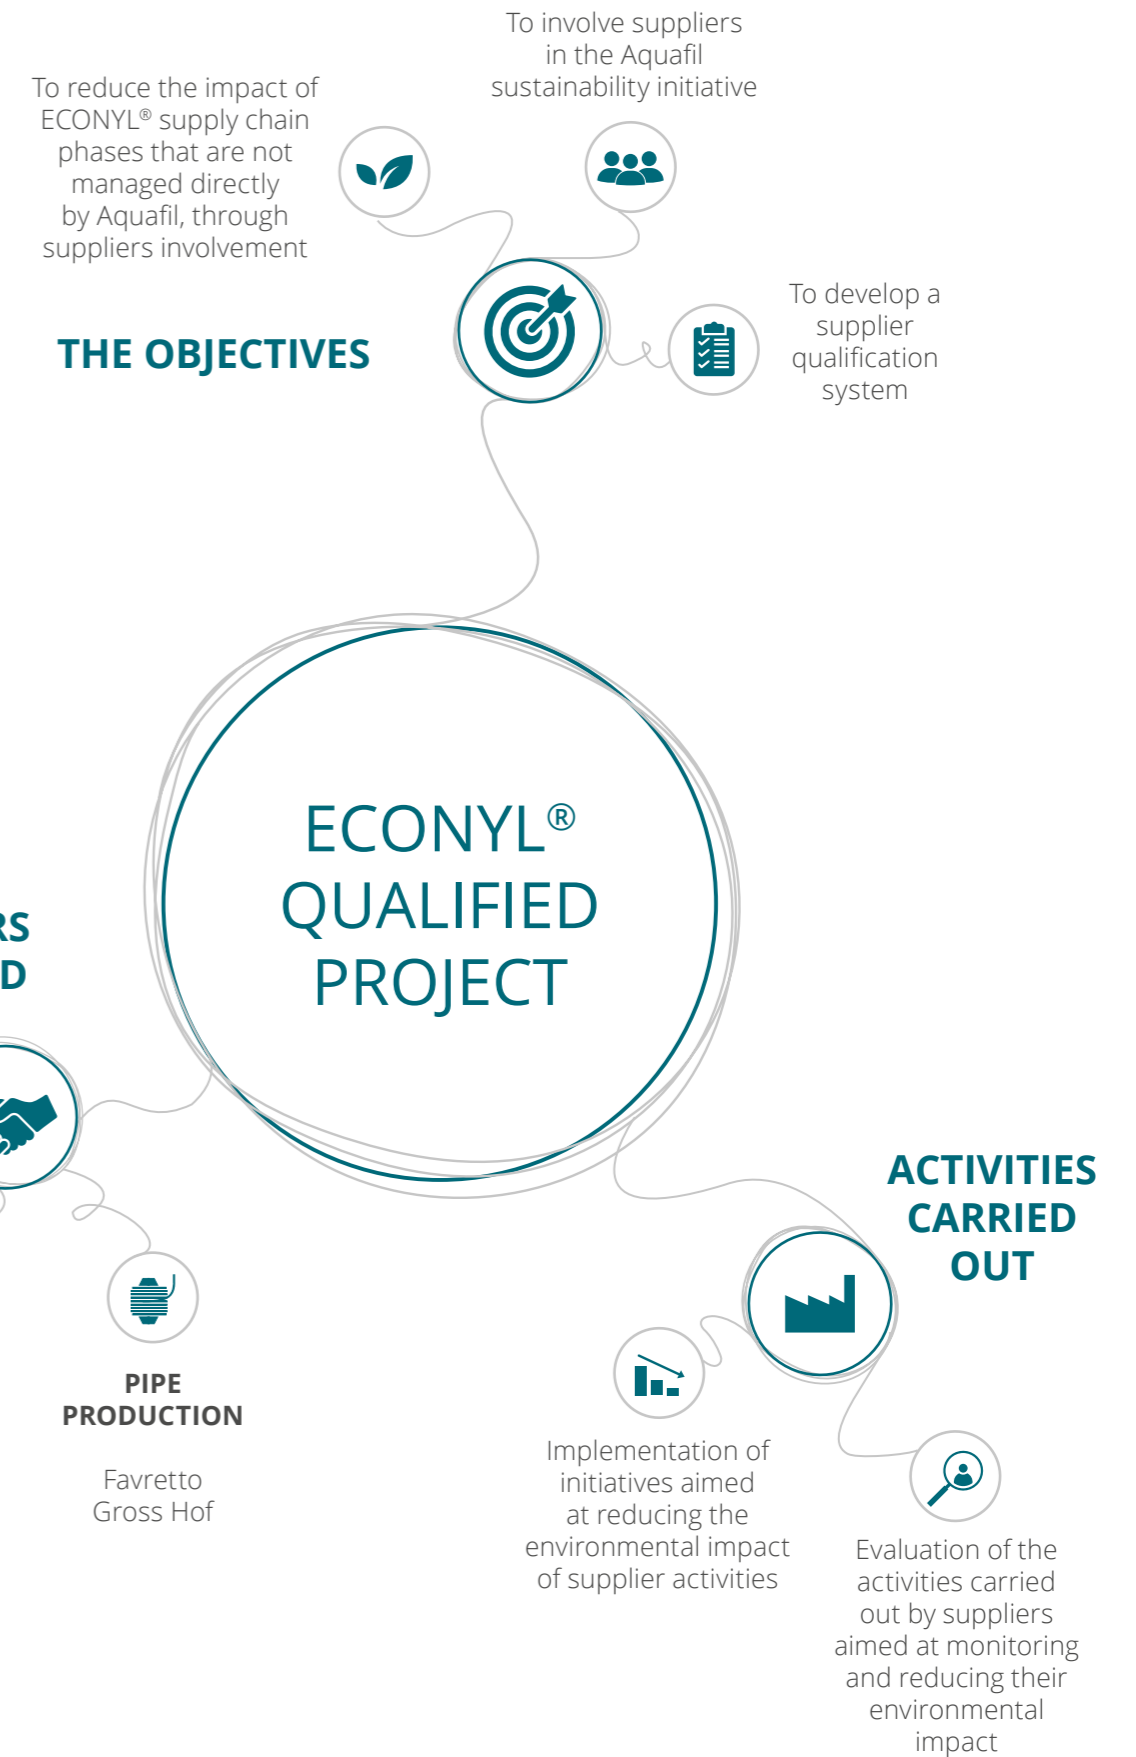 To involve suppliers
in the Aquafil
sustainability initiative
To reduce the impact of
ECONYL® supply chain
phases that are not
managed directly
by Aquafil, through
suppliers involvement
To develop a
supplier
qualification
system
THE OBJECTIVES
ECONYL®
QUALIFIED
PROJECT
RS
D
ACTIVITIES
CARRIED
OUT
PIPE
PRODUCTION
Favretto
Gross Hof
Implementation of
initiatives aimed
at reducing the
environmental impact
of supplier activities
Evaluation of the
activities carried
out by suppliers
aimed at monitoring
and reducing their
environmental
impact